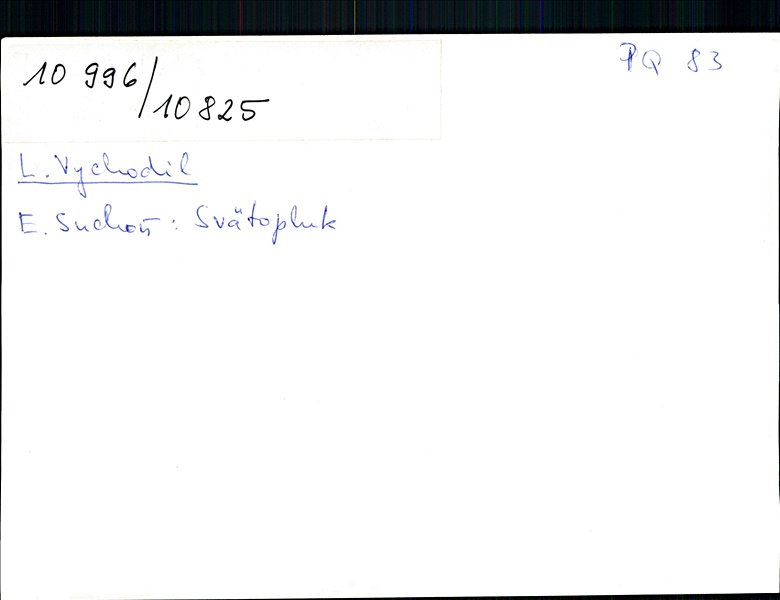 10 996/10825
PQ 83
L. Vychodil
E. Suchoň: Svätopluk